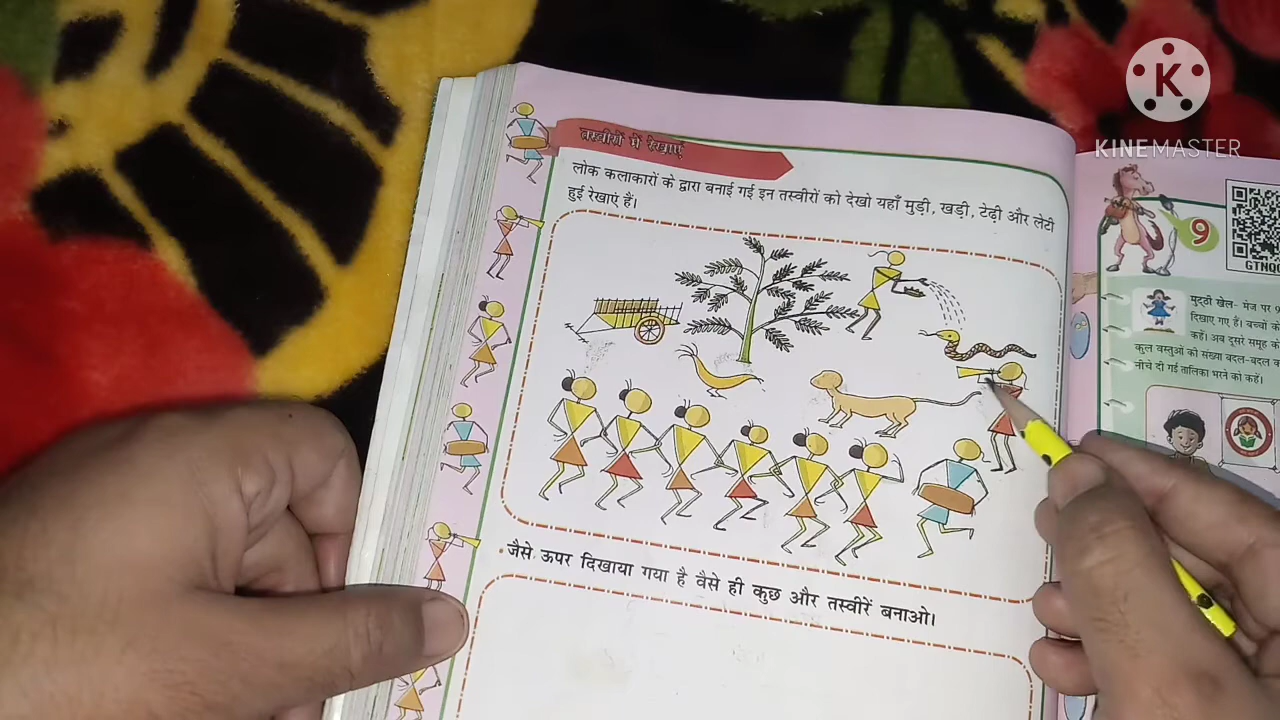 तस्वीरों में रेखाएं
लोक कलाकारों के द्वारा बनाई गई इन तस्वीरों को देखो यहाँ मुड़ी, खड़ी, टेढ़ी और लेटी
हुई रेखाएं हैं।
जैसे ऊपर दिखाया गया है वैसे ही कुछ और तस्वीरें बनाओ।
K
KINEMASTER
9
मुट्ठी खेल- मेज पर
दिखाए गए हैं। बच्चों को
कहें। अब दूसरे समूह को
कुल वस्तुओं को संख्या बदल-बदल
नीचे दी गई तालिका भरने को कहें।